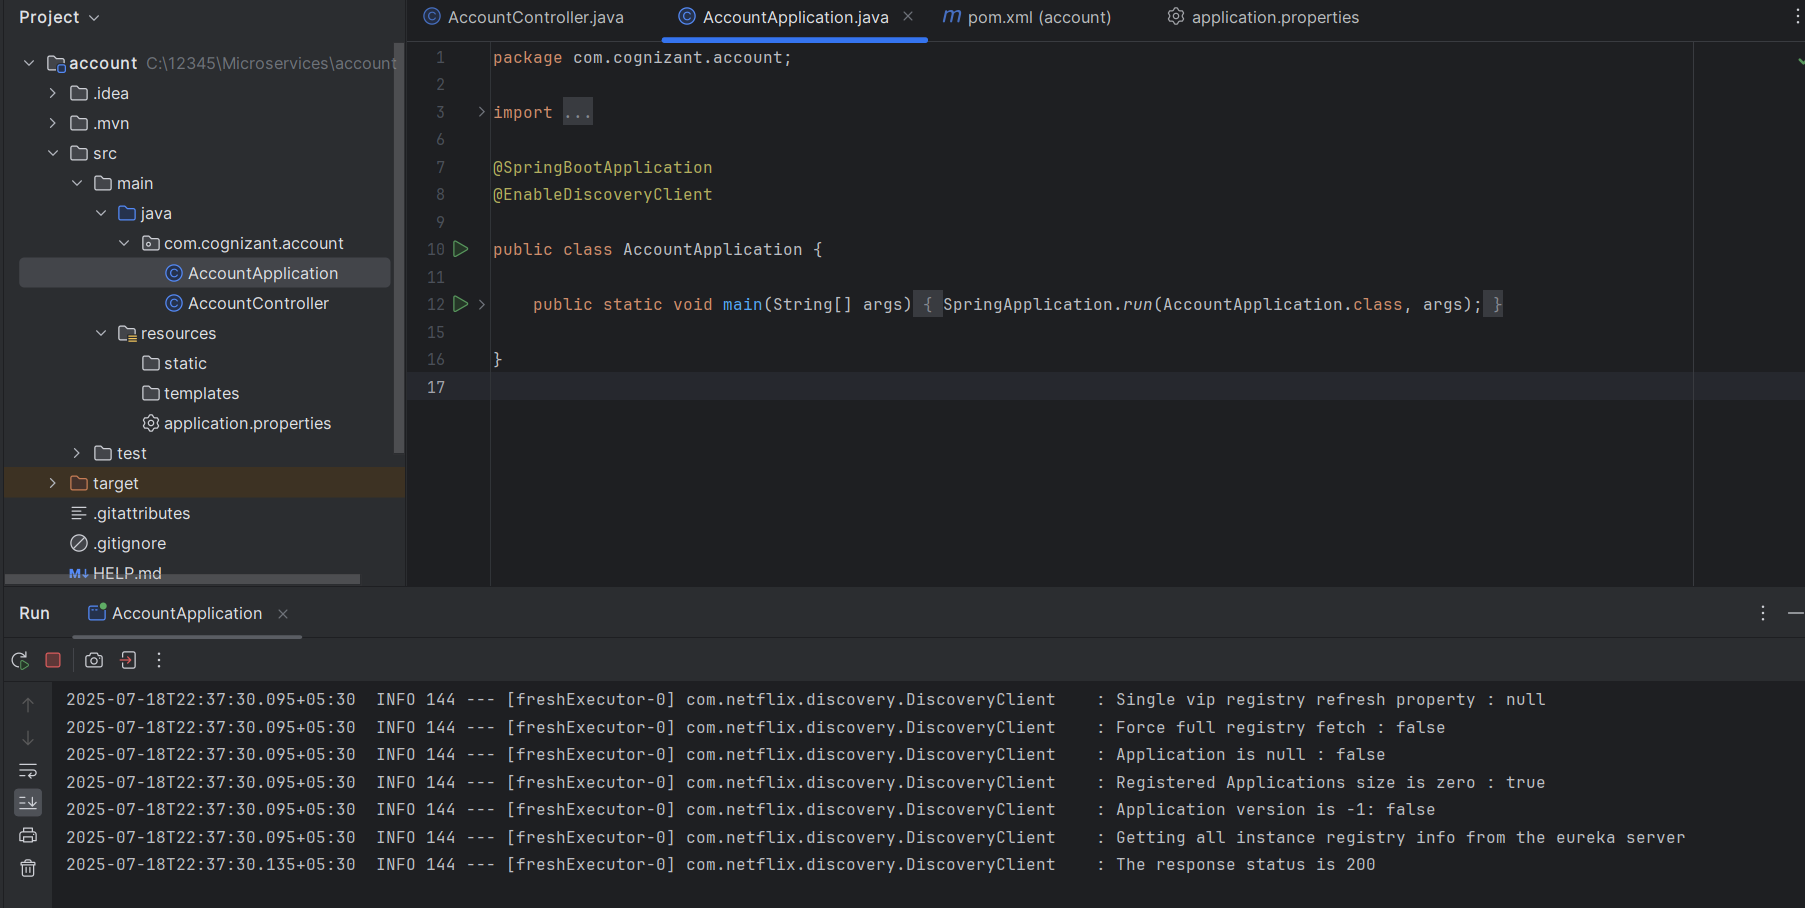 Project
account C:\12345\Microservices\account
.idea
.mvn
src
main
java
com.cognizant.account
AccountApplication
AccountController
resources
static
templates
application.properties
test
target
.gitattributes
.gitignore
HELP.md
AccountController.java AccountApplication.java pom.xml (account) application.properties
1 package com.cognizant.account;
2
3 import ...
6
7 @SpringBootApplication
8 @EnableDiscoveryClient
9
10 public class AccountApplication {
11
12 public static void main(String[] args) { SpringApplication.run(AccountApplication.class, args); }
15
16 }
17
Run AccountApplication
2025-07-18T22:37:30.095+05:30  INFO 144 --- [freshExecutor-0] com.netflix.discovery.DiscoveryClient    : Single vip registry refresh property : null
2025-07-18T22:37:30.095+05:30  INFO 144 --- [freshExecutor-0] com.netflix.discovery.DiscoveryClient    : Force full registry fetch : false
2025-07-18T22:37:30.095+05:30  INFO 144 --- [freshExecutor-0] com.netflix.discovery.DiscoveryClient    : Application is null : false
2025-07-18T22:37:30.095+05:30  INFO 144 --- [freshExecutor-0] com.netflix.discovery.DiscoveryClient    : Registered Applications size is zero : true
2025-07-18T22:37:30.095+05:30  INFO 144 --- [freshExecutor-0] com.netflix.discovery.DiscoveryClient    : Application version is -1: false
2025-07-18T22:37:30.095+05:30  INFO 144 --- [freshExecutor-0] com.netflix.discovery.DiscoveryClient    : Getting all instance registry info from the eureka server
2025-07-18T22:37:30.135+05:30  INFO 144 --- [freshExecutor-0] com.netflix.discovery.DiscoveryClient    : The response status is 200